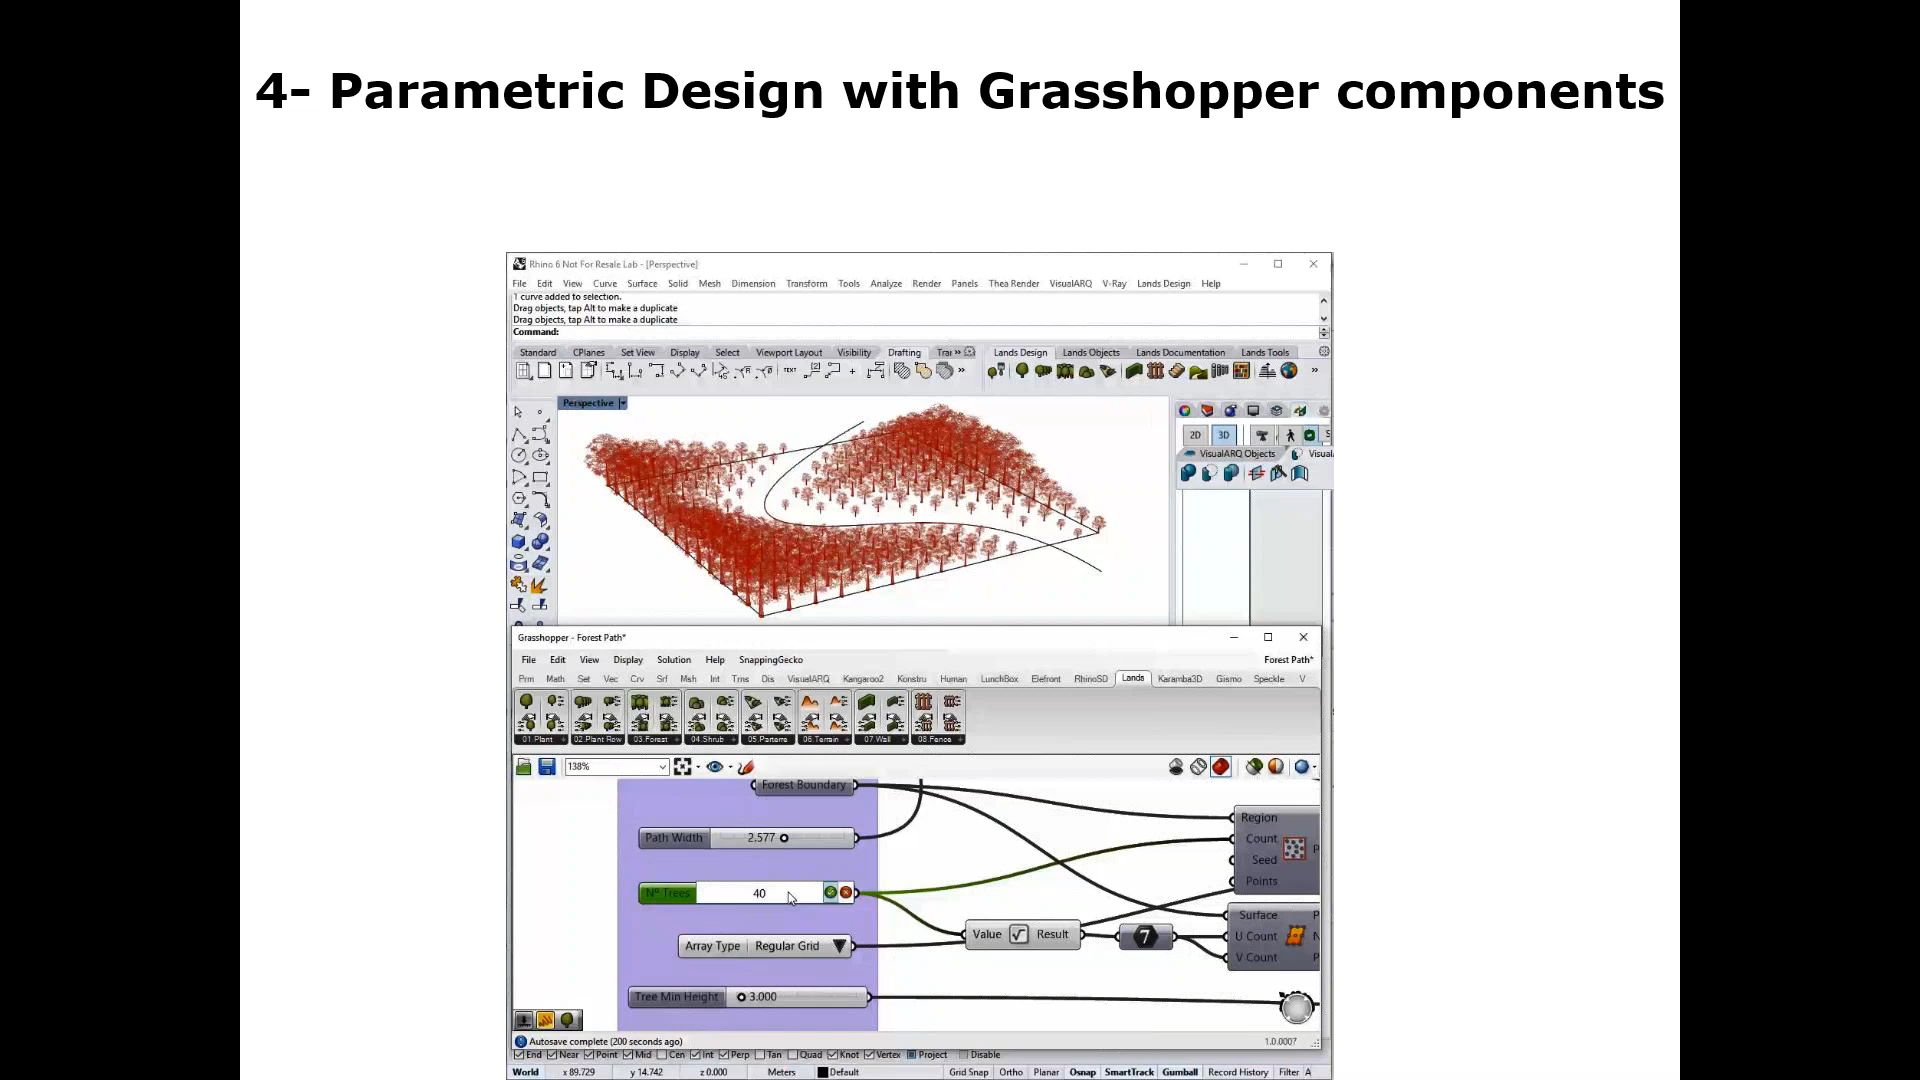 4- Parametric Design with Grasshopper components
Rhino 6 Not For Resale Lab - [Perspective]
File Edit View Curve Surface Solid Mesh Dimension Transform Tools Analyze Render Panels Thea Render VisualARQ V-Ray Lands Design Help
1 curve added to selection.
Drag objects, tap Alt to make a duplicate
Drag objects, tap Alt to make a duplicate
Command:
Standard CPlanes Set View Display Select Viewport Layout Visibility Drafting Trar » Lands Design Lands Objects Lands Documentation Lands Tools
TEXT » »
Perspective
2D 3D S
VisualARQ Objects Visual
Grasshopper - Forest Path*
File Edit View Display Solution Help SnappingGecko Forest Path*
Prm Math Set Vec Crv Srf Msh Int Trns Dis VisualARQ Kangaroo2 Konstru Human LunchBox Elefront RhinoSD Lands Karamba3D Gismo Speckle V
01.Plant 02.Plant Row 03.Forest 04.Shrub 05.Parterre 06.Terrain 07.Wall 08.Fence
138%
Forest Boundary
Path Width 2.577
Nº Trees 40
Array Type Regular Grid
Tree Min Height 3.000
Value √ Result
7
Region
Count
Seed
Points
P
Surface P
U Count N
V Count P
Autosave complete (200 seconds ago) 1.0.0007
End Near Point Mid Cen Int Perp Tan Quad Knot Vertex Project Disable
World x 89.729 y 14.742 z 0.000 Meters Default Grid Snap Ortho Planar Osnap SmartTrack Gumball Record History Filter A